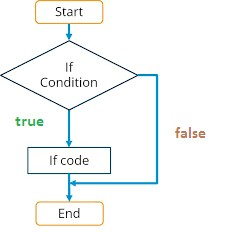 Start
If
Condition
true
false
If code
End